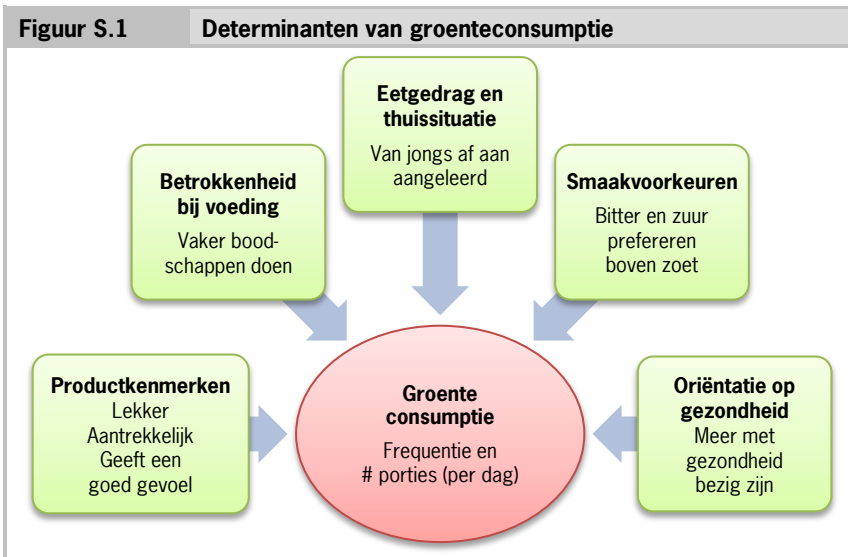 Figuur S.1 Determinanten van groenteconsumptie
Eetgedrag en
thuissituatie
Van jongs af aan
aangeleerd
Betrokkenheid
bij voeding
Vaker bood-
schappen doen
Smaakvoorkeuren
Bitter en zuur
prefereren
boven zoet
Productkenmerken
Lekker
Aantrekkelijk
Geeft een
goed gevoel
Groente
consumptie
Frequentie en
# porties (per dag)
Oriëntatie op
gezondheid
Meer met
gezondheid
bezig zijn